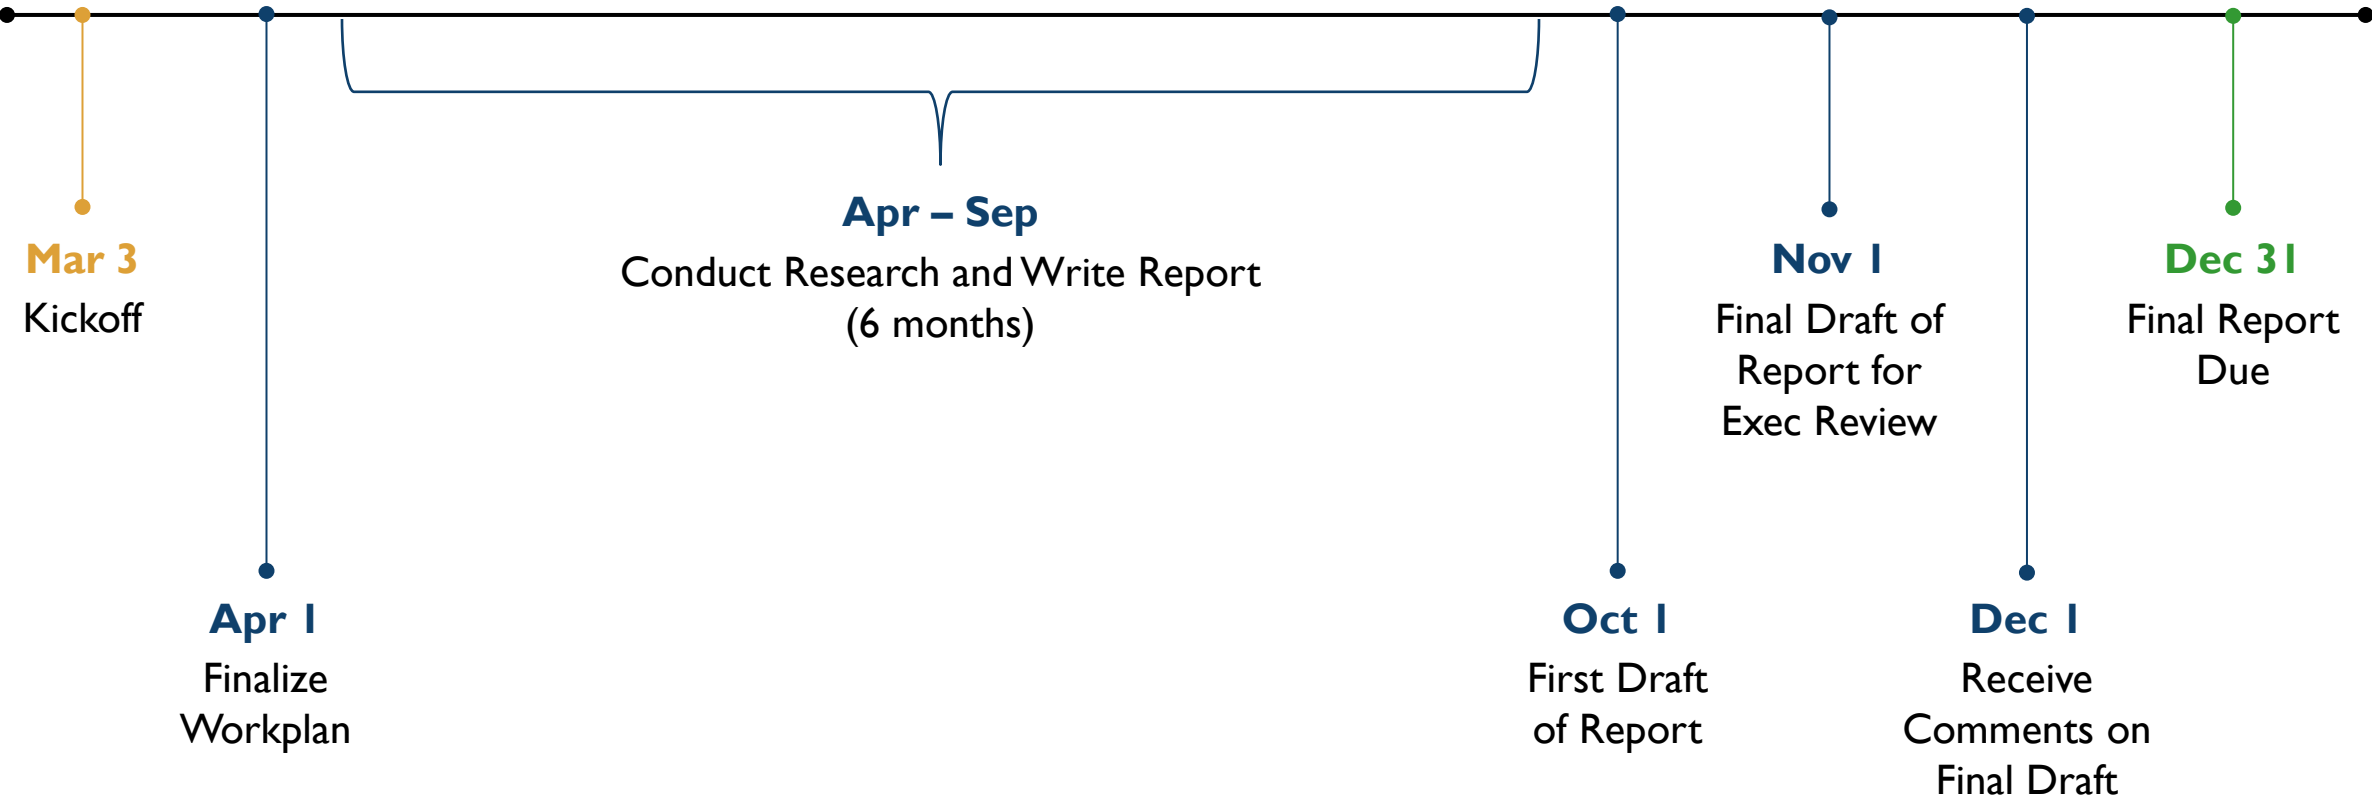 Mar 3
Kickoff
Apr 1
Finalize
Workplan
Apr – Sep
Conduct Research and Write Report
(6 months)
Oct 1
First Draft
of Report
Nov 1
Final Draft of
Report for
Exec Review
Dec 1
Receive
Comments on
Final Draft
Dec 31
Final Report
Due